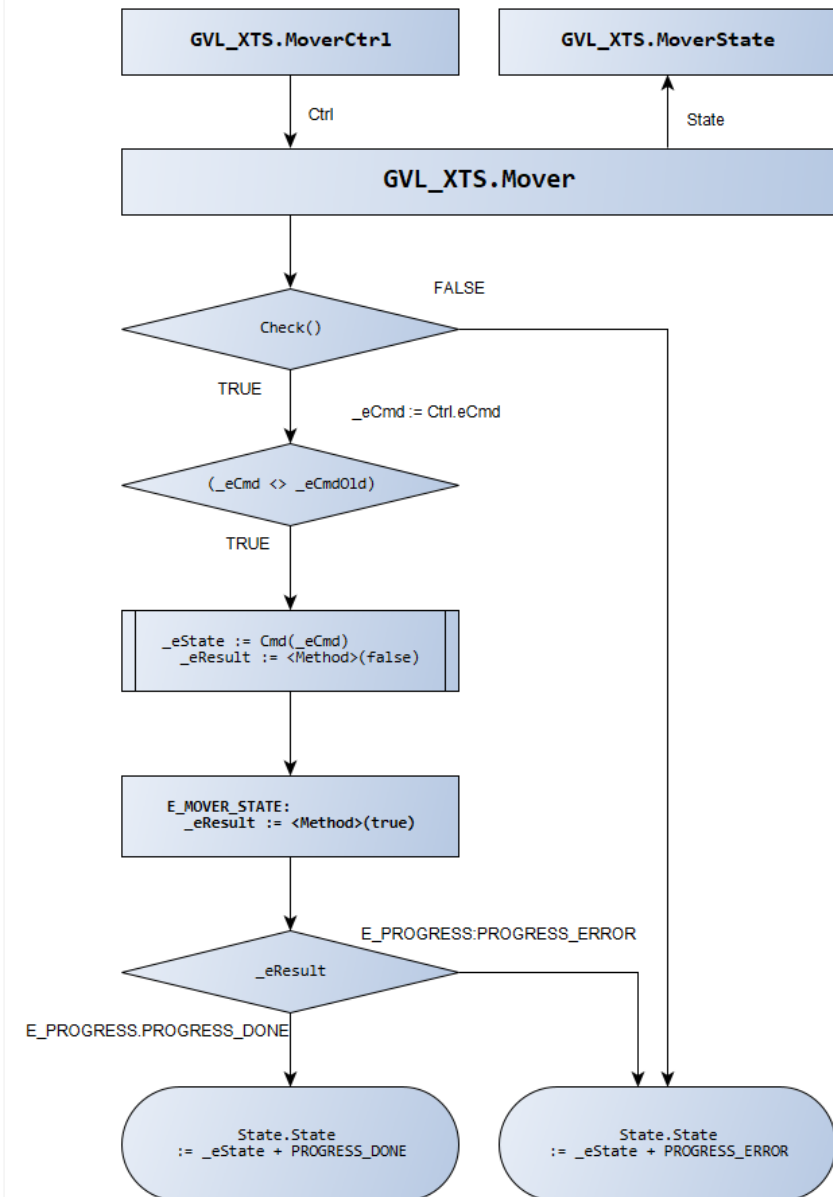 GVL_XTS.MoverCtrl
GVL_XTS.MoverState
Ctrl
State
GVL_XTS.Mover
FALSE
Check()
TRUE
_eCmd := Ctrl.eCmd
(_eCmd <> _eCmdOld)
TRUE
_eState := Cmd(_eCmd)
_eResult := <Method>(false)
E_MOVER_STATE:
_eResult := <Method>(true)
E_PROGRESS:PROGRESS_ERROR
_eResult
E_PROGRESS.PROGRESS_DONE
State.State
:= _eState + PROGRESS_DONE
State.State
:= _eState + PROGRESS_ERROR